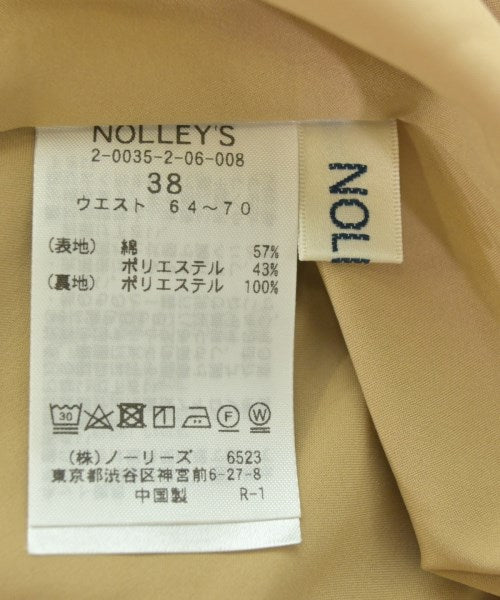 NOLLEY'S
2-0035-2-06-008
38
ウエスト 64～70
(表地) 綿 57%
ポリエステル 43%
(裏地) ポリエステル 100%
30 F W
(株)ノーリーズ 6523
東京都渋谷区神宮前6-27-8
中国製 R-1
NOLL